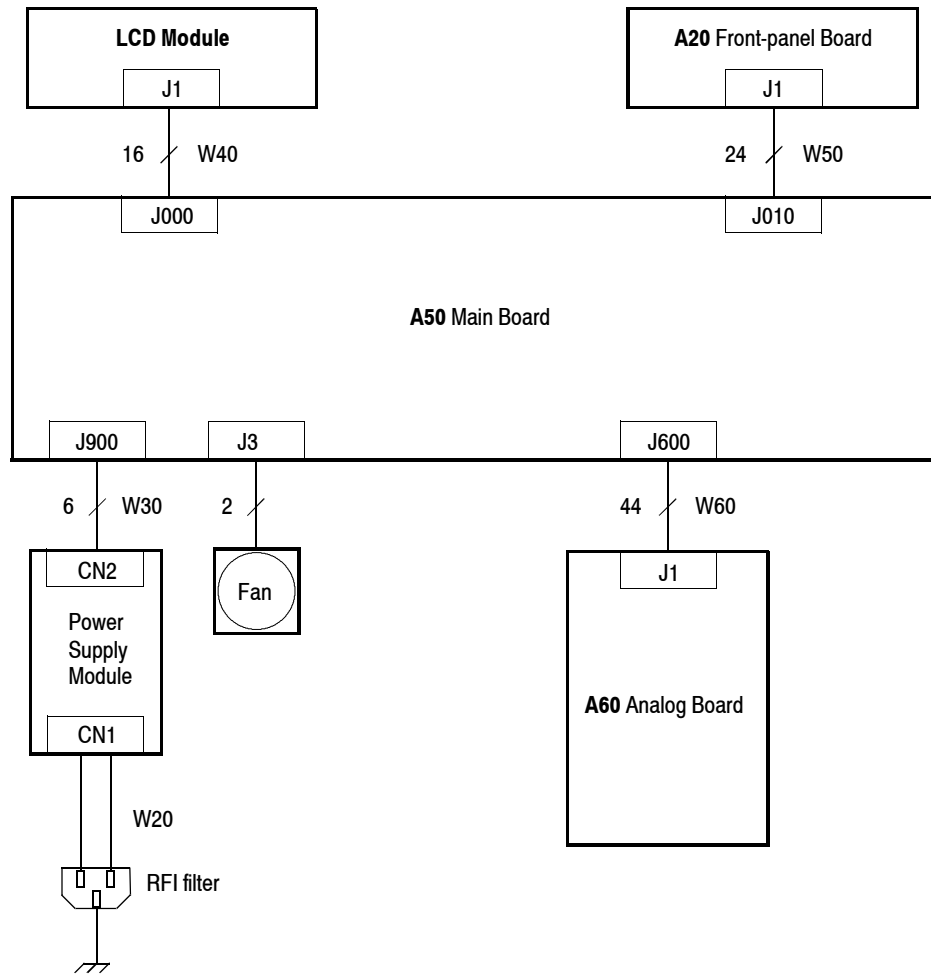 LCD Module
J1
A20 Front-panel Board
J1
16
W40
24
W50
J000
J010
A50 Main Board
J900
J3
J600
6
W30
2
44
W60
CN2
Power
Supply
Module
CN1
Fan
J1
A60 Analog Board
W20
RFI filter